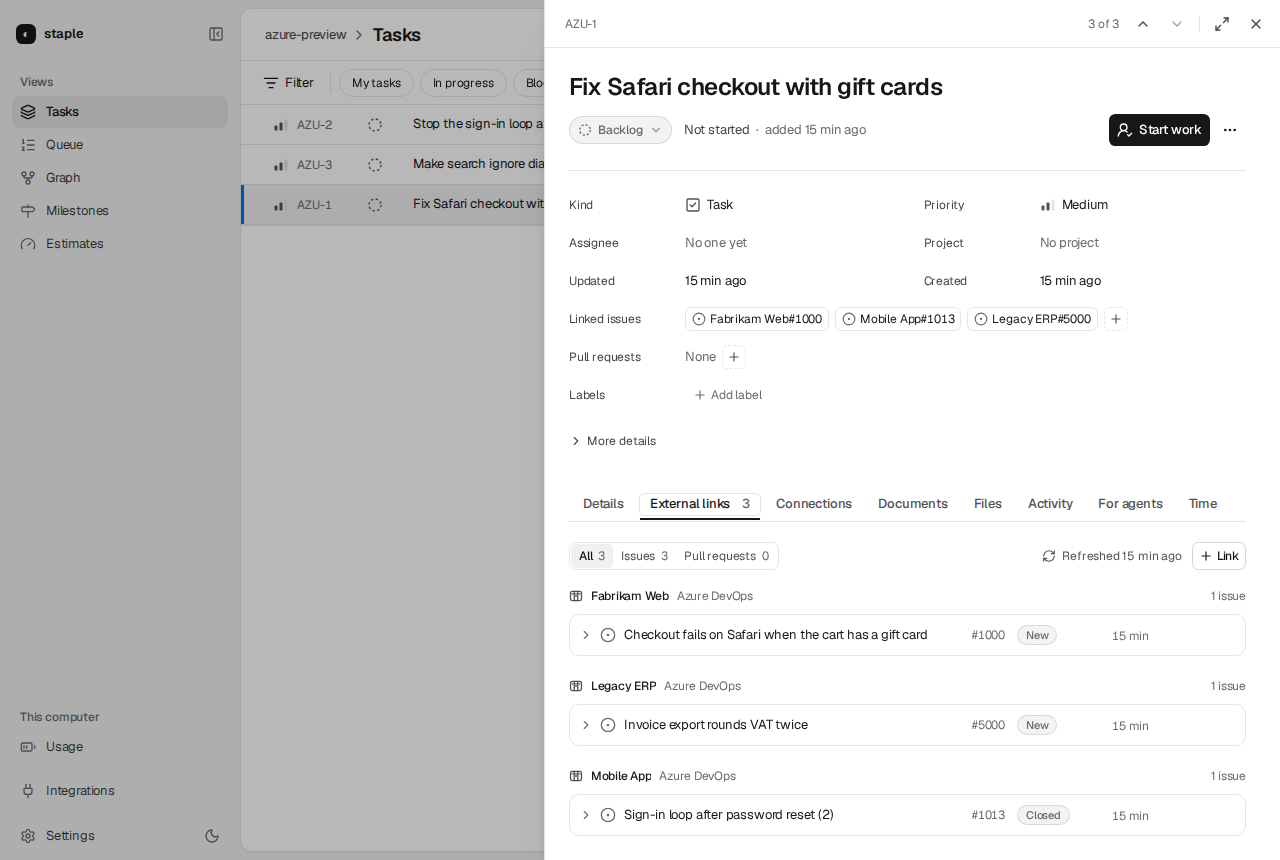 staple
Views
Tasks
Queue
Graph
Milestones
Estimates
This computer
Usage
Integrations
Settings
azure-preview > Tasks
Filter My tasks In progress Blo
AZU-2 Stop the sign-in loop a
AZU-3 Make search ignore dia
AZU-1 Fix Safari checkout wit
AZU-1 3 of 3
Fix Safari checkout with gift cards
Backlog Not started · added 15 min ago Start work
Kind Task Priority Medium
Assignee No one yet Project No project
Updated 15 min ago Created 15 min ago
Linked issues Fabrikam Web#1000 Mobile App#1013 Legacy ERP#5000
Pull requests None
Labels Add label
More details
Details External links 3 Connections Documents Files Activity For agents Time
All 3 Issues 3 Pull requests 0 Refreshed 15 min ago Link
Fabrikam Web Azure DevOps 1 issue
Checkout fails on Safari when the cart has a gift card #1000 New 15 min
Legacy ERP Azure DevOps 1 issue
Invoice export rounds VAT twice #5000 New 15 min
Mobile App Azure DevOps 1 issue
Sign-in loop after password reset (2) #1013 Closed 15 min